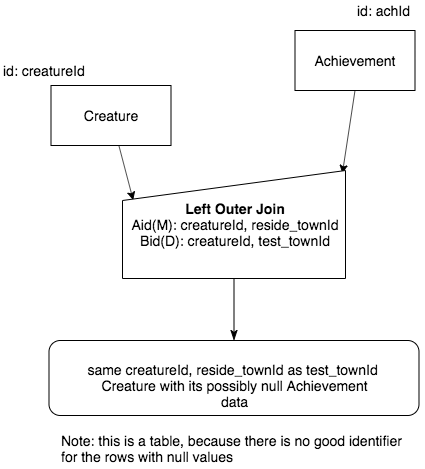 id: achId
Achievement
id: creatureId
Creature
Left Outer Join
Aid(M): creatureId, reside_townId
Bid(D): creatureId, test_townId
same creatureId, reside_townId as test_townId
Creature with its possibly null Achievement
data
Note: this is a table, because there is no good identifier
for the rows with null values